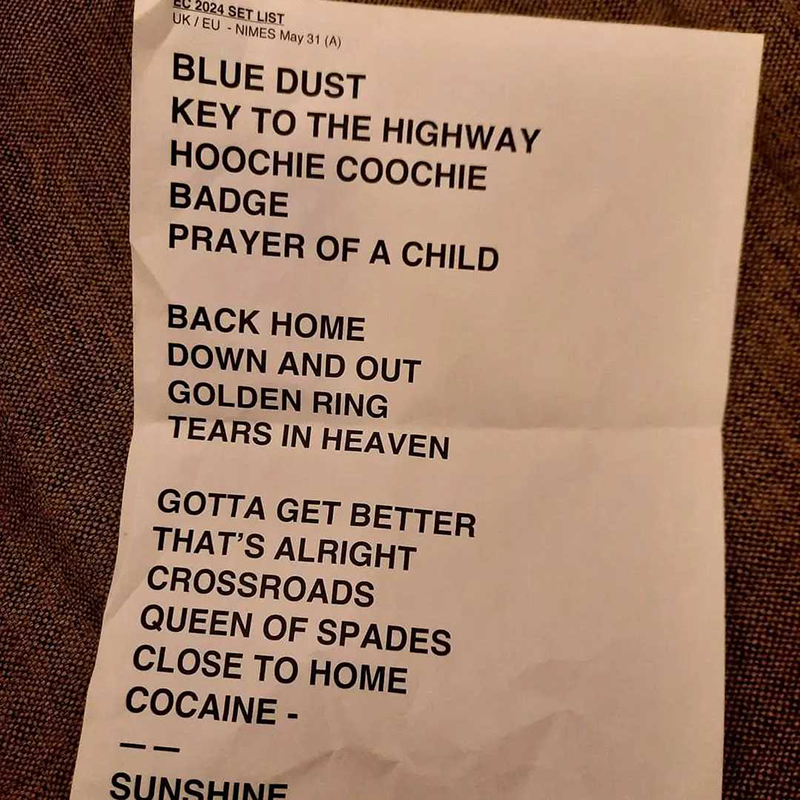 EC 2024 SET LIST
UK / EU - NIMES May 31 (A)
BLUE DUST
KEY TO THE HIGHWAY
HOOCHIE COOCHIE
BADGE
PRAYER OF A CHILD
BACK HOME
DOWN AND OUT
GOLDEN RING
TEARS IN HEAVEN
GOTTA GET BETTER
THAT'S ALRIGHT
CROSSROADS
QUEEN OF SPADES
CLOSE TO HOME
COCAINE -
— —
SUNSHINE